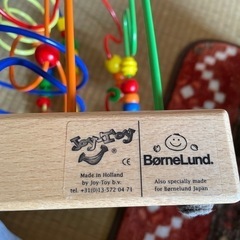 Joy Toy
CE
Made in Holland
by Joy-Toy b.v.
tel. +31(0)13 572 04 71
BørneLund.
Also specially made
for Børnelund Japan